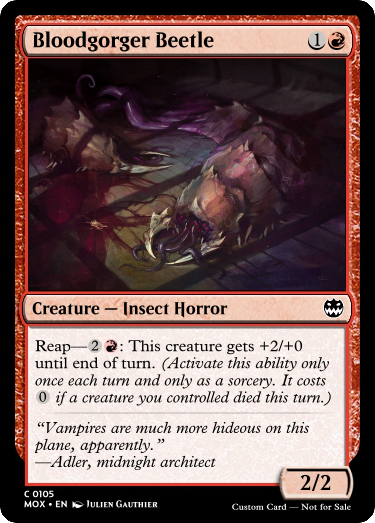 Bloodgorger Beetle 1
Creature — Insect Horror
Reap—2: This creature gets +2/+0
until end of turn. (Activate this ability only
once each turn and only as a sorcery. It costs
0 if a creature you controlled died this turn.)
“Vampires are much more hideous on this
plane, apparently.”
—Adler, midnight architect
2/2
C 0105
MOX • EN Julien Gauthier
Custom Card — Not for Sale